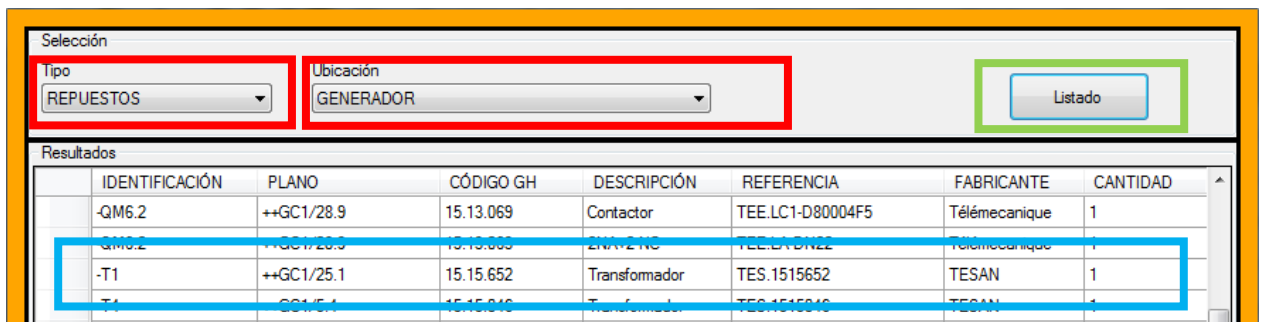 Selección
Tipo Ubicación
REPUESTOS GENERADOR Listado
Resultados
IDENTIFICACIÓN PLANO CÓDIGO GH DESCRIPCIÓN REFERENCIA FABRICANTE CANTIDAD
-QM6.2 ++GC1/28.9 15.13.069 Contactor TEE.LC1-D80004F5 Télémecanique 1
-T1 ++GC1/25.1 15.15.652 Transformador TES.1515652 TESAN 1